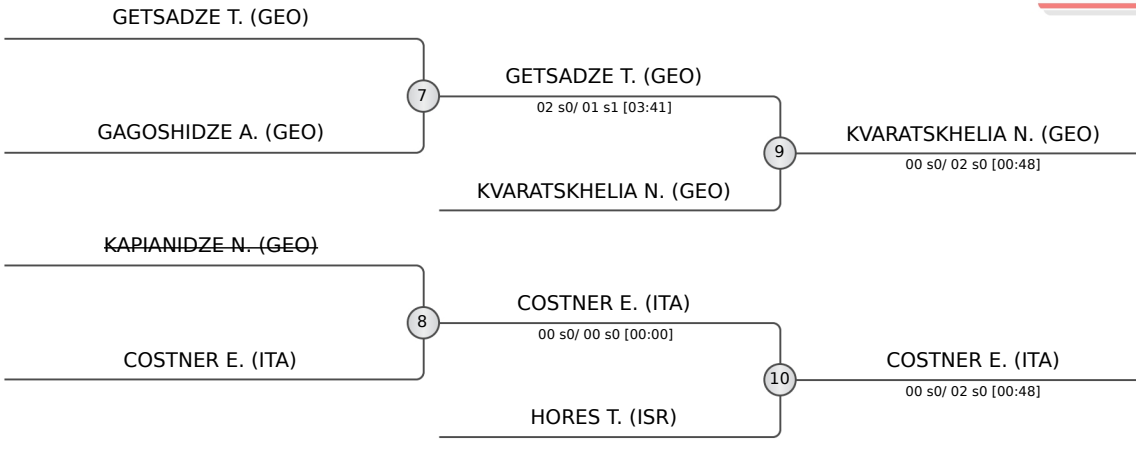 GETSADZE T. (GEO)
7
GETSADZE T. (GEO)
02 s0/ 01 s1 [03:41]
GAGOSHIDZE A. (GEO)
9
KVARATSKHELIA N. (GEO)
00 s0/ 02 s0 [00:48]
KVARATSKHELIA N. (GEO)
KAPIANIDZE N. (GEO)
8
COSTNER E. (ITA)
00 s0/ 00 s0 [00:00]
COSTNER E. (ITA)
10
COSTNER E. (ITA)
00 s0/ 02 s0 [00:48]
HORES T. (ISR)